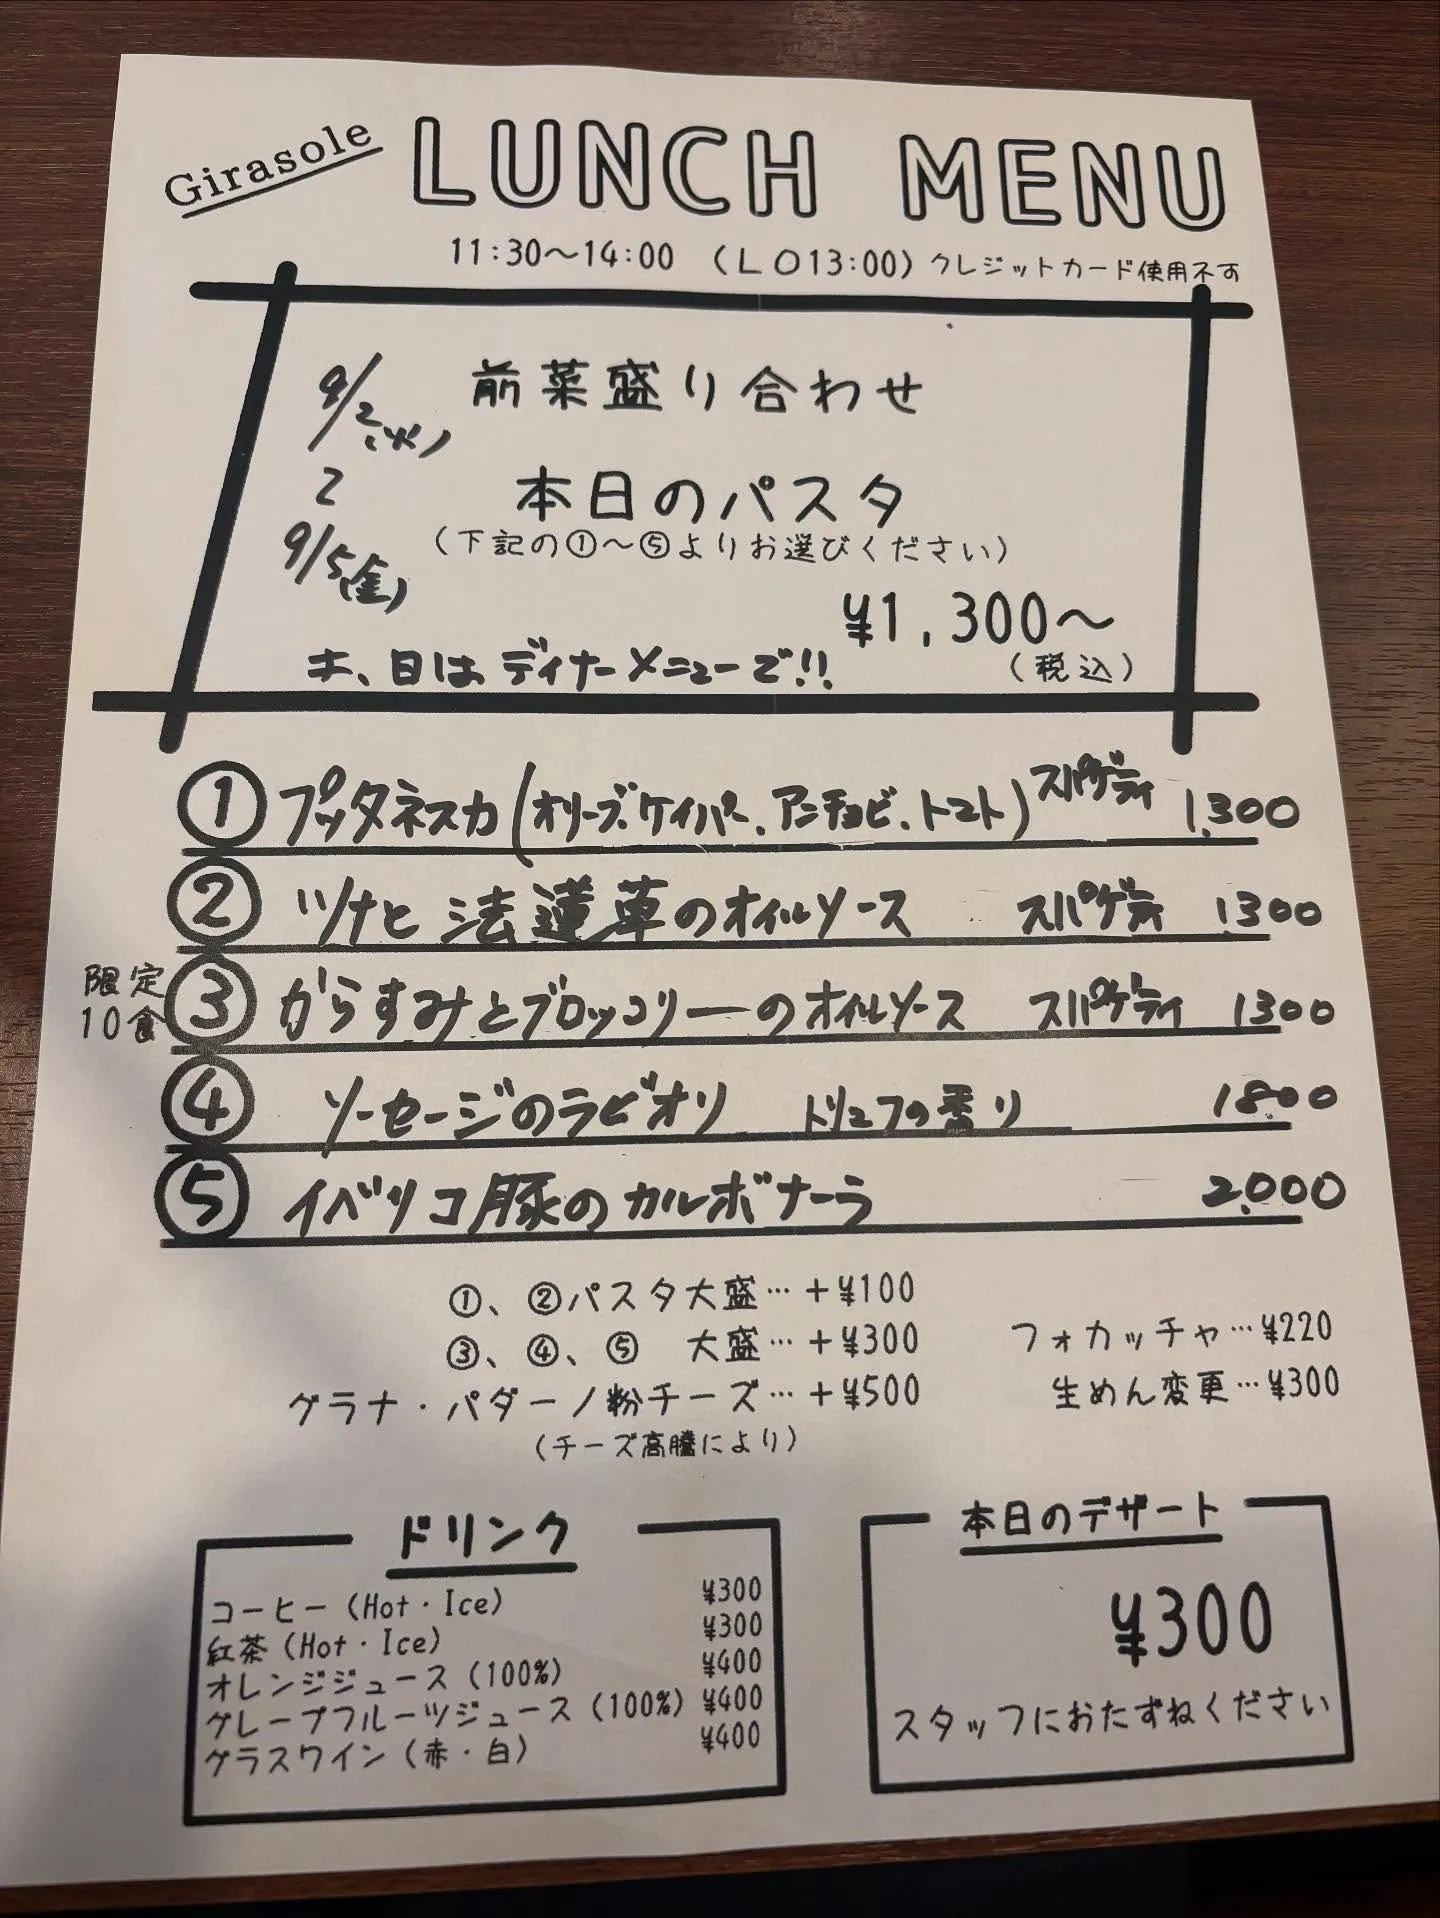 Girasole
LUNCH MENU
11:30〜14:00 (LO13:00) クレジットカード使用不可
前菜盛り合わせ
9/2(火)
2
本日のパスタ
9/5(金)
(下記の①〜⑤よりお選びください)
¥1,300〜
土、日は ディナーメニューで!!
(税込)
① プッタネスカ(オリーブ、ケイパー、アンチョビ、トマト) スパゲティ 1,300
② ツナと法蓮草のオイルソース スパゲティ 1,300
限定10食
③ からすみとブロッコリーのオイルソース スパゲティ 1300
④ ソーセージのラビオリ トリュフの香り 1800
⑤ イベリコ豚のカルボナーラ 2,000
①、②パスタ大盛…+¥100
③、④、⑤ 大盛…+¥300
グラナ・パダーノ粉チーズ…+¥500
(チーズ高騰により)
フォカッチャ…¥220
生めん変更…¥300
ドリンク
コーヒー(Hot・Ice) ¥300
紅茶(Hot・Ice) ¥300
オレンジジュース(100%) ¥400
グレープフルーツジュース(100%) ¥400
グラスワイン(赤・白) ¥400
本日のデザート
¥300
スタッフにおたずねください